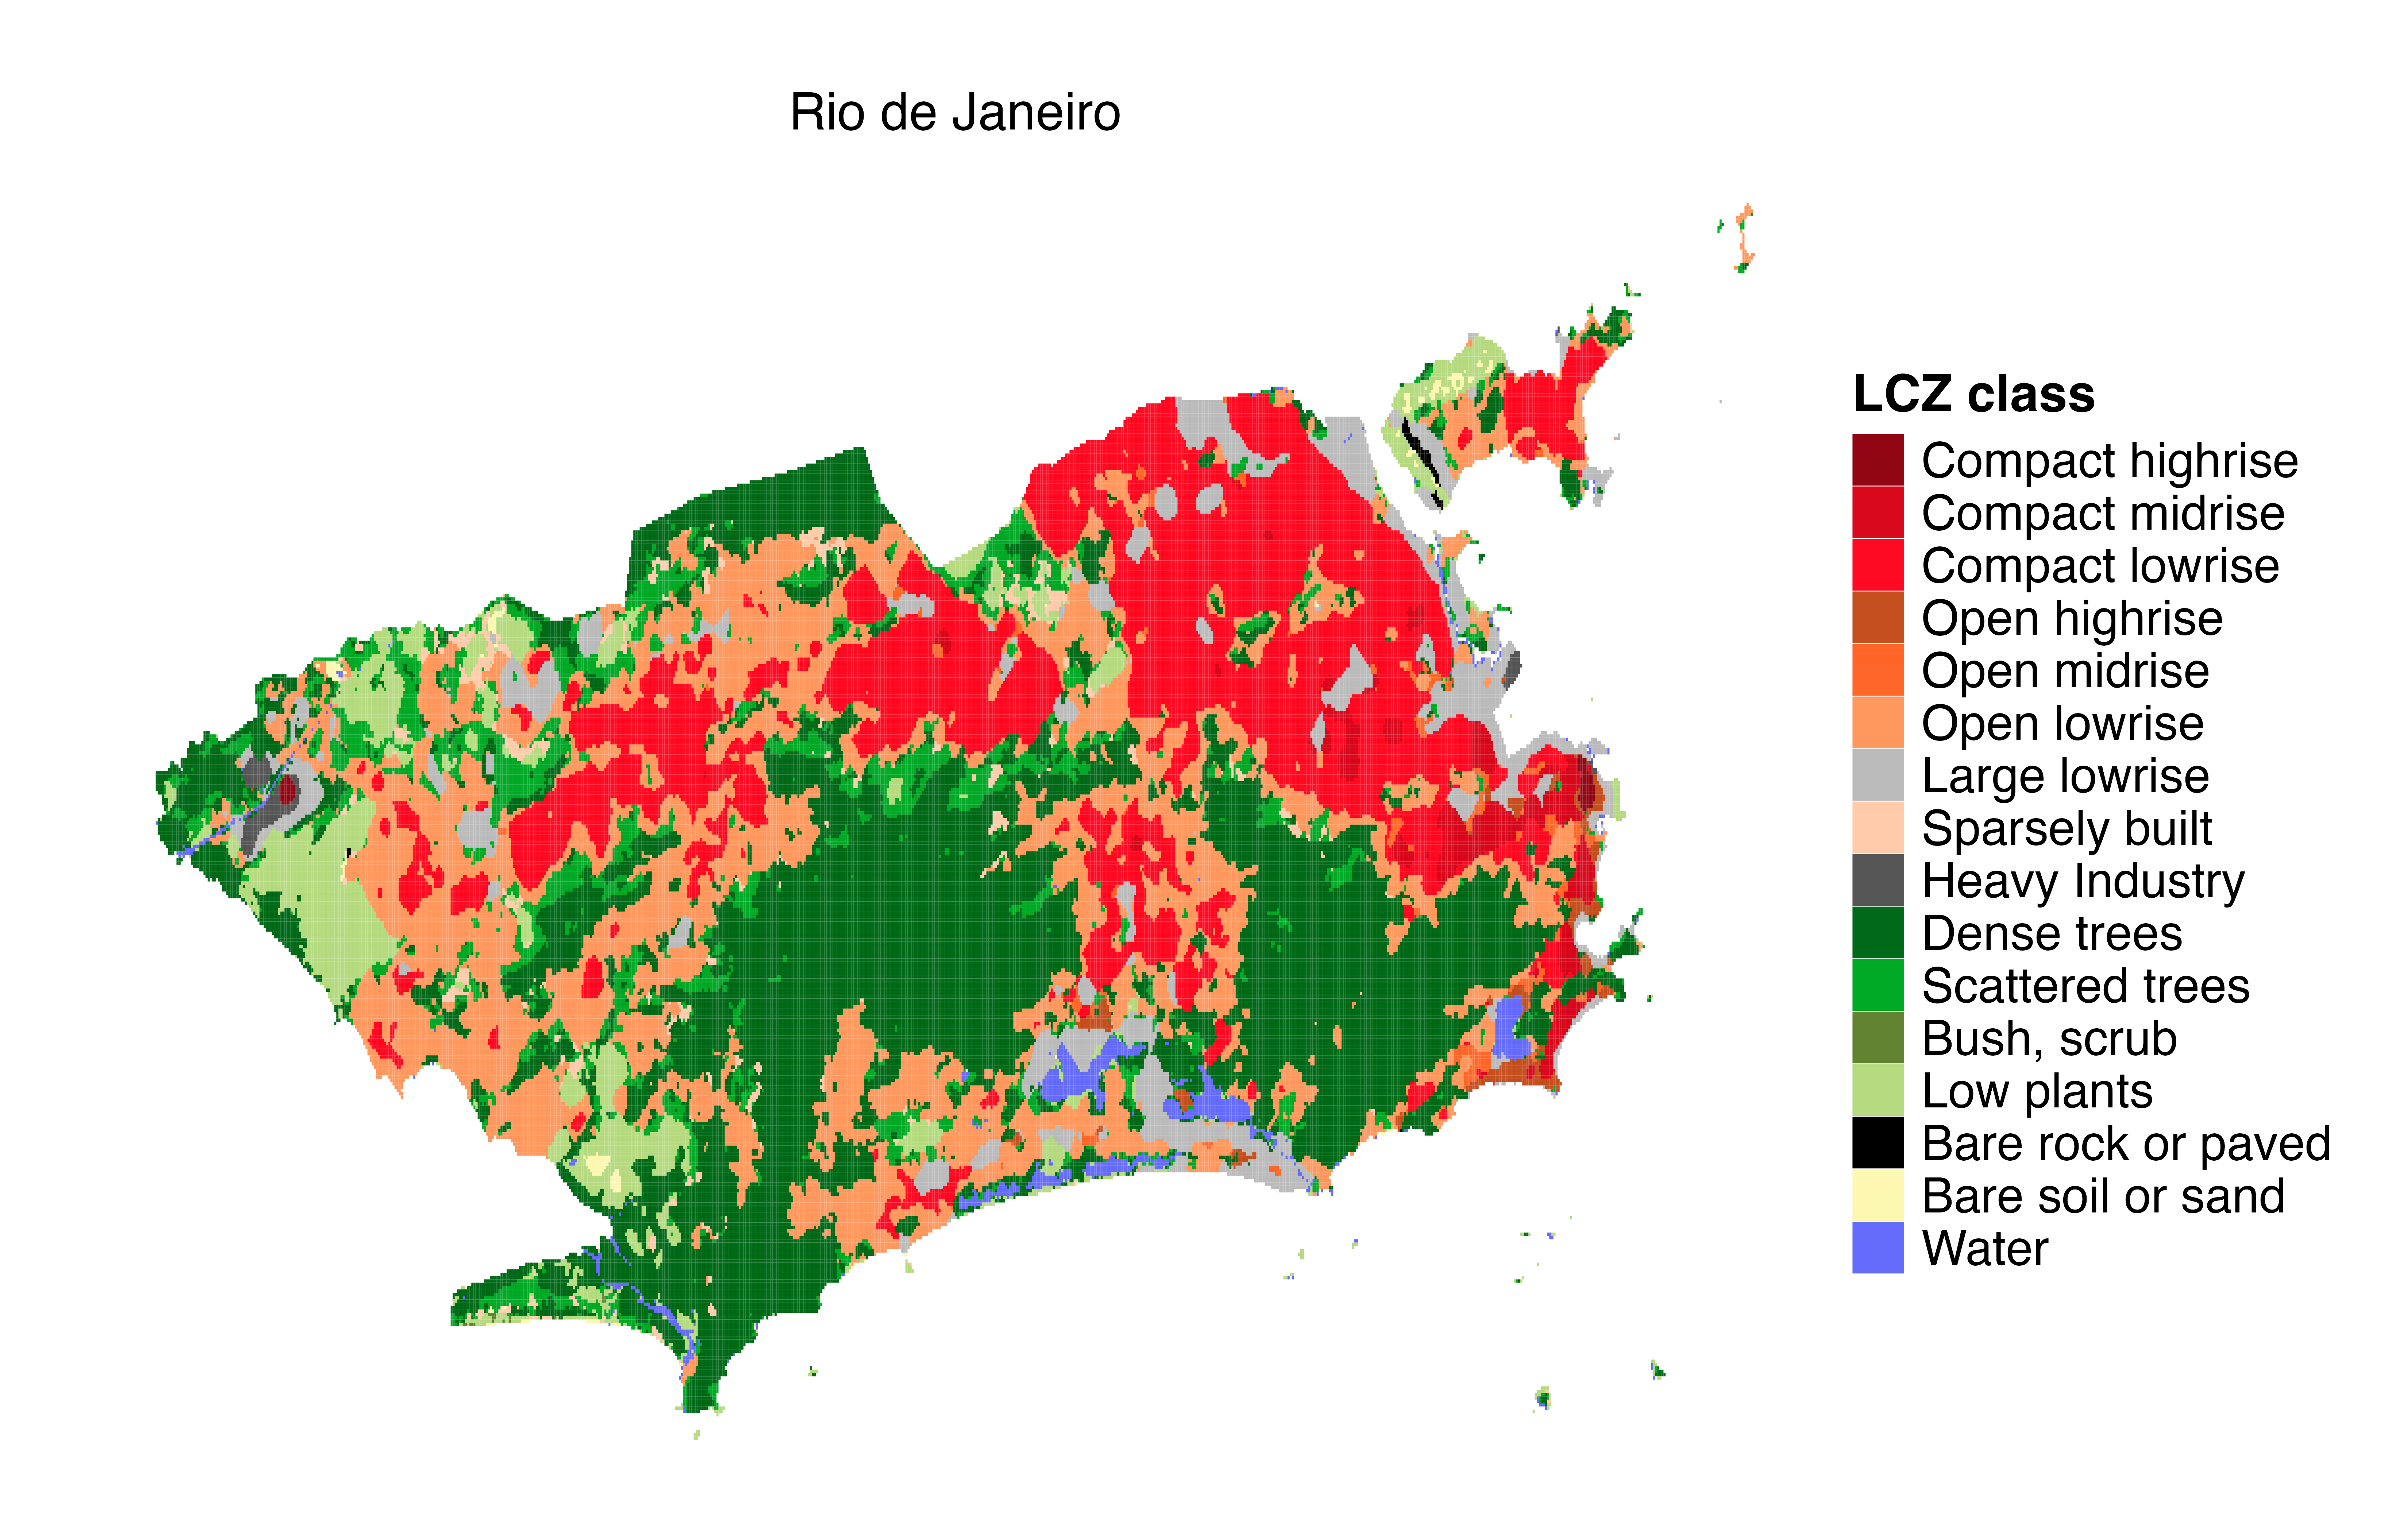 Rio de Janeiro
LCZ class
Compact highrise
Compact midrise
Compact lowrise
Open highrise
Open midrise
Open lowrise
Large lowrise
Sparsely built
Heavy Industry
Dense trees
Scattered trees
Bush, scrub
Low plants
Bare rock or paved
Bare soil or sand
Water